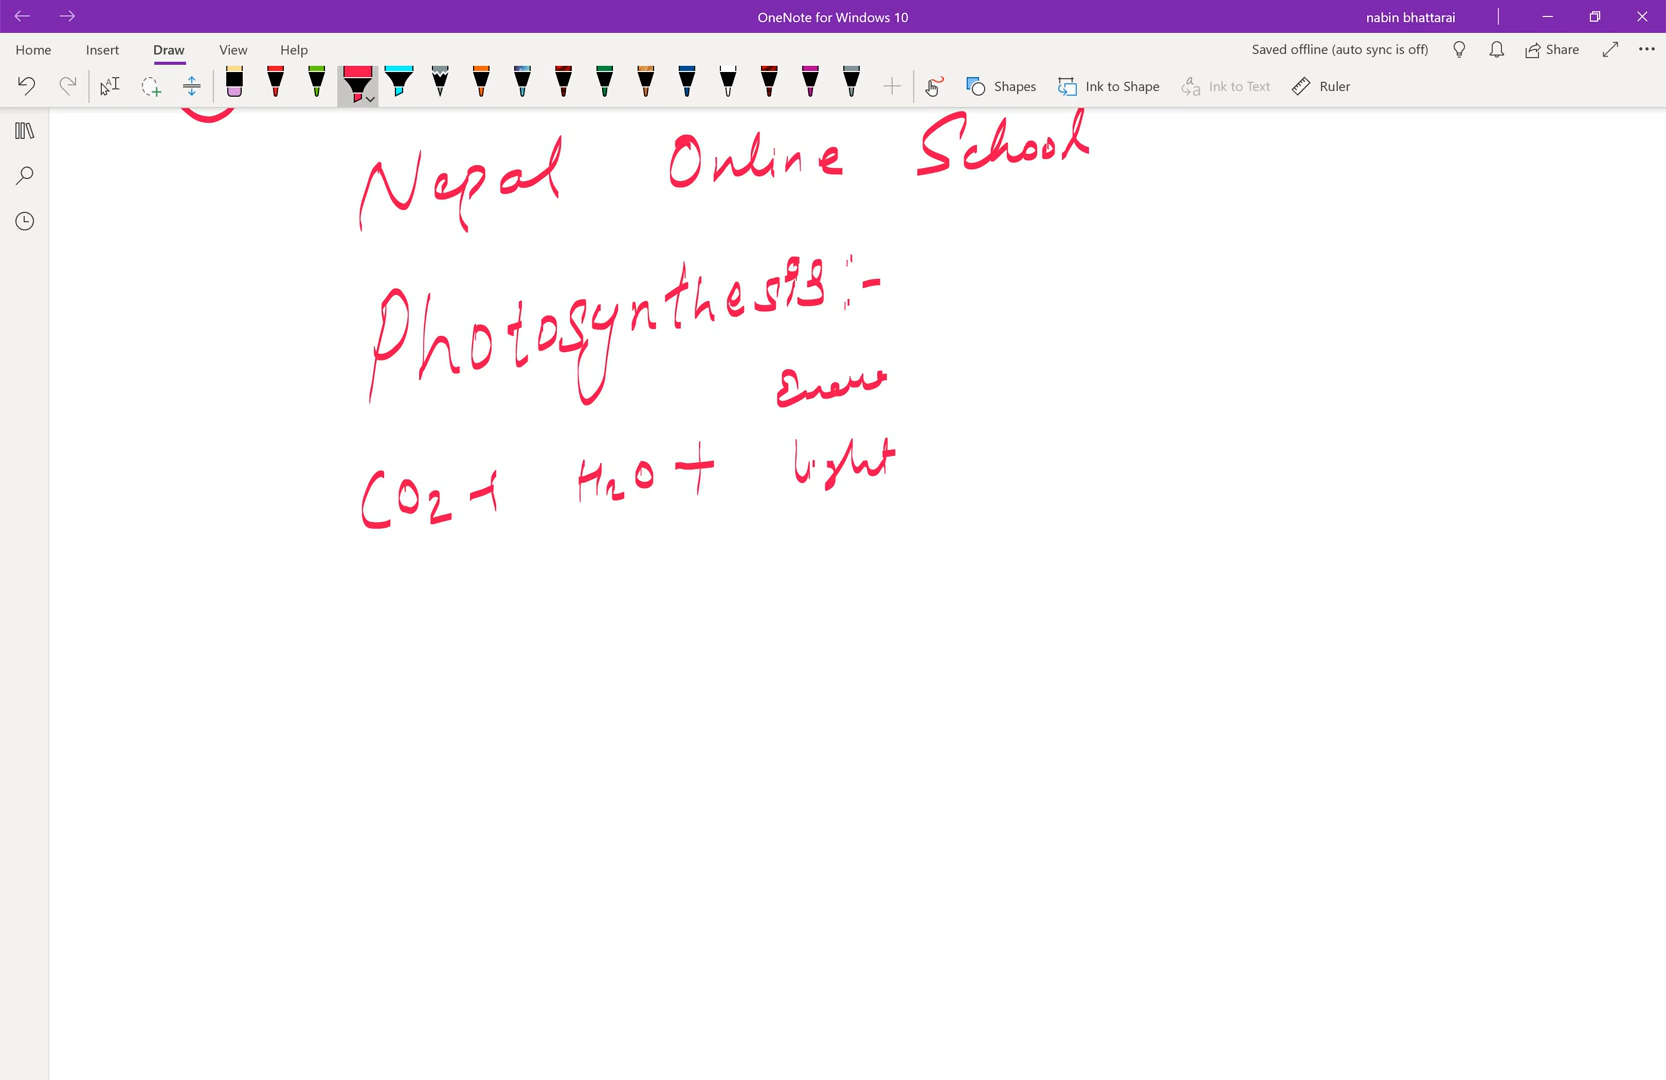 OneNote for Windows 10
nabin bhattarai
Home Insert Draw View Help
Saved offline (auto sync is off) Share
Shapes Ink to Shape Ink to Text Ruler
Nepal Online School
Photosynthesis :-
CO2 + H2O + light